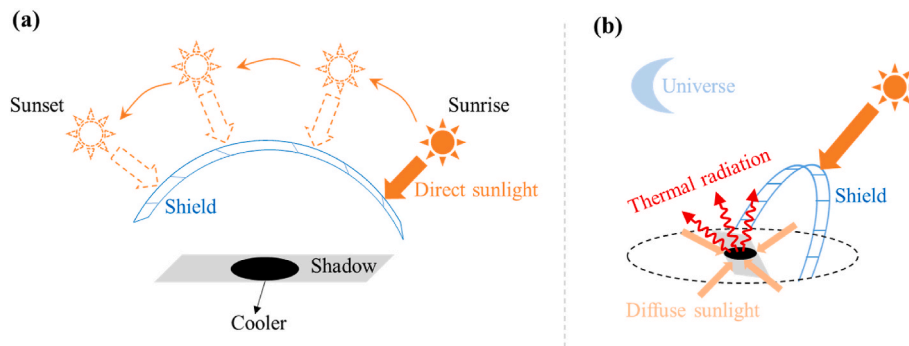 (a)
Sunset
Sunrise
Direct sunlight
Shield
Shadow
Cooler
(b)
Universe
Thermal radiation
Shield
Diffuse sunlight